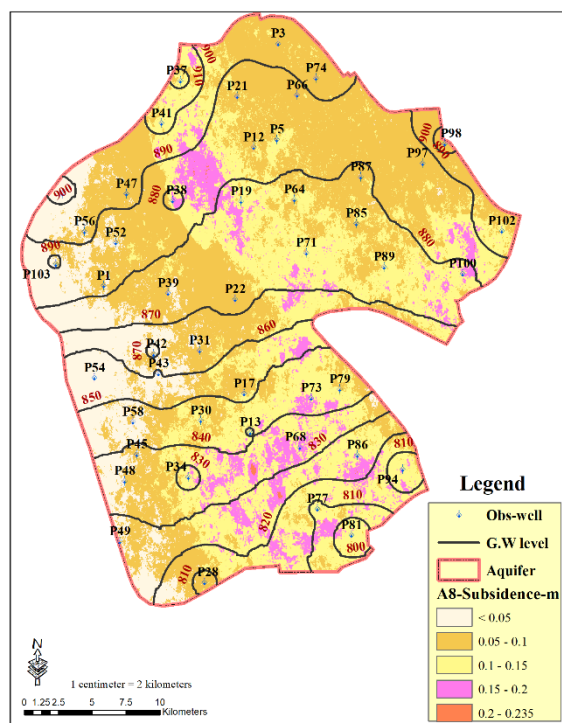 P3
900
P37
910
P74
P21
P66
P41
900
P98
P12
P5
890
890
P97
880
P87
P47
P38
P19
P64
900
P56
P85
P102
P52
880
890
P71
P103
P89
P100
P1
P39
P22
870
860
P42
P31
870
P43
P54
850
P17
P73
P79
P58
P30
P13
840
830
P68
P45
P86
810
830
P48
P34
P94
P77
810
820
P49
P81
800
810
P28
Legend
Obs-well
G.W level
Aquifer
A8-Subsidence-m
< 0.05
0.05 - 0.1
0.1 - 0.15
0.15 - 0.2
0.2 - 0.235
N
1 centimeter = 2 kilometers
0 1.25 2.5 5 7.5 10
Kilometers